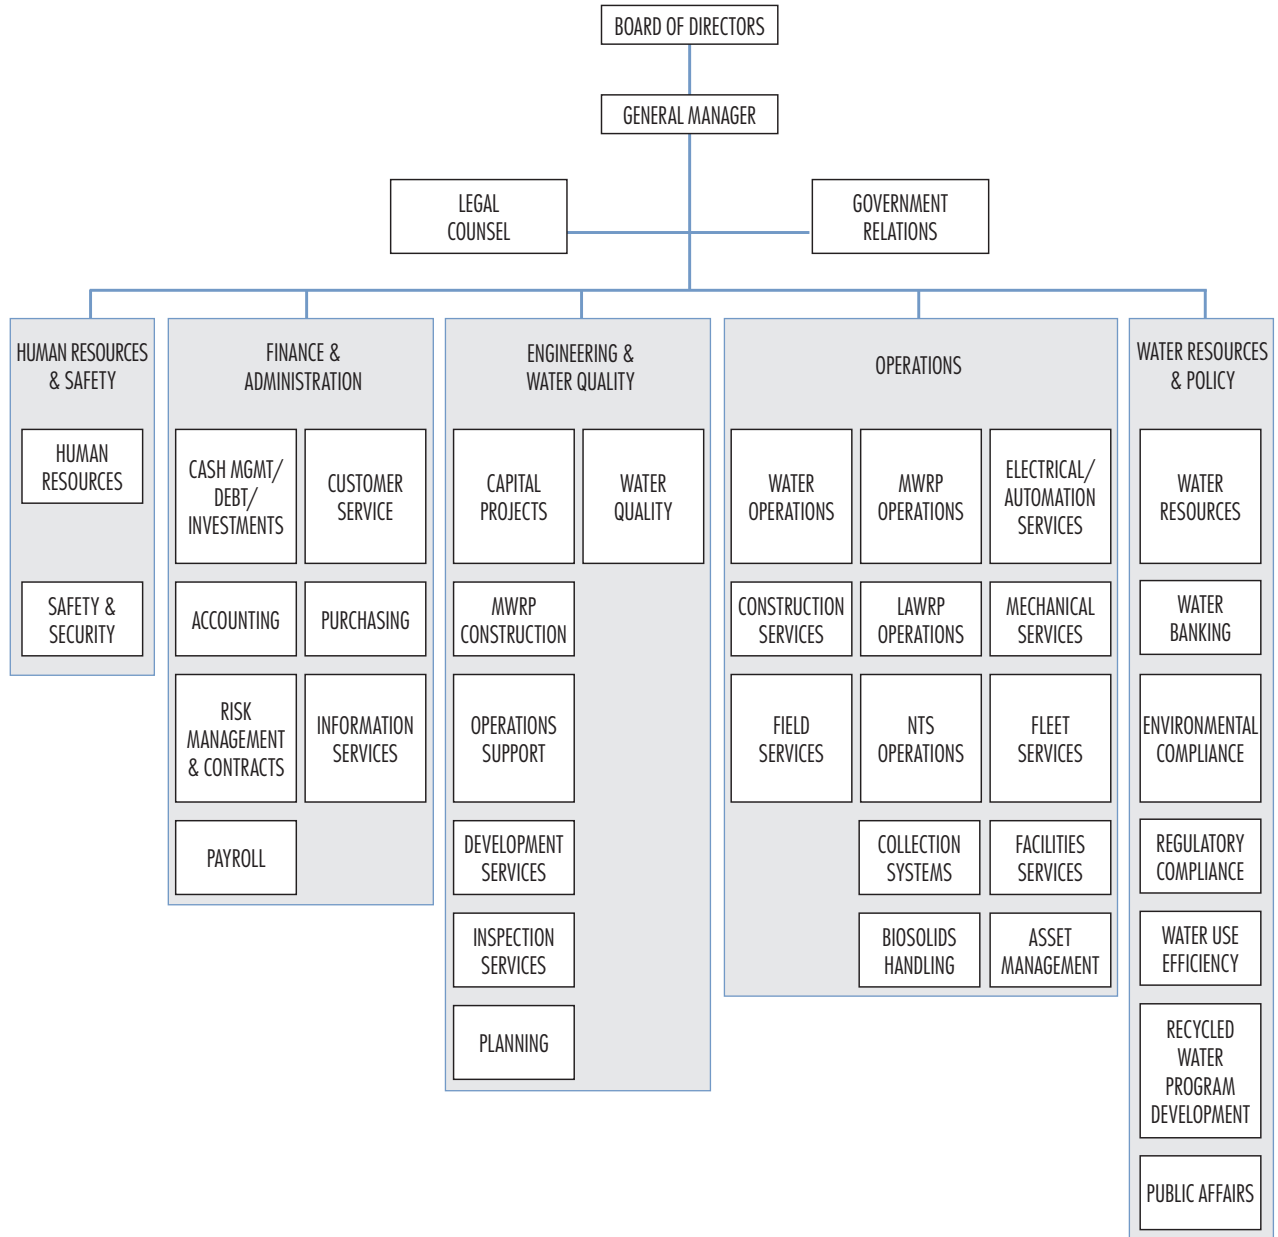 BOARD OF DIRECTORS
GENERAL MANAGER
LEGAL
COUNSEL
GOVERNMENT
RELATIONS
HUMAN RESOURCES
& SAFETY
HUMAN
RESOURCES
SAFETY &
SECURITY
FINANCE &
ADMINISTRATION
CASH MGMT/
DEBT/
INVESTMENTS
CUSTOMER
SERVICE
ACCOUNTING
PURCHASING
RISK
MANAGEMENT
& CONTRACTS
INFORMATION
SERVICES
PAYROLL
ENGINEERING &
WATER QUALITY
CAPITAL
PROJECTS
WATER
QUALITY
MWRP
CONSTRUCTION
OPERATIONS
SUPPORT
DEVELOPMENT
SERVICES
INSPECTION
SERVICES
PLANNING
OPERATIONS
WATER
OPERATIONS
MWRP
OPERATIONS
ELECTRICAL/
AUTOMATION
SERVICES
CONSTRUCTION
SERVICES
LAWRP
OPERATIONS
MECHANICAL
SERVICES
FIELD
SERVICES
NTS
OPERATIONS
FLEET
SERVICES
COLLECTION
SYSTEMS
FACILITIES
SERVICES
BIOSOLIDS
HANDLING
ASSET
MANAGEMENT
WATER RESOURCES
& POLICY
WATER
RESOURCES
WATER
BANKING
ENVIRONMENTAL
COMPLIANCE
REGULATORY
COMPLIANCE
WATER USE
EFFICIENCY
RECYCLED
WATER
PROGRAM
DEVELOPMENT
PUBLIC AFFAIRS